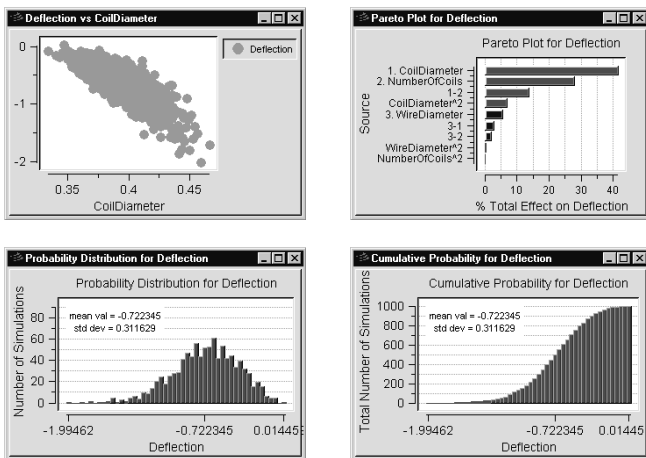 Deflection vs CoilDiameter
Deflection
0
-1
-2
0.35 0.4 0.45
CoilDiameter
Pareto Plot for Deflection
Pareto Plot for Deflection
Source
1. CoilDiameter
2. NumberOfCoils
1-2
CoilDiameter^2
3. WireDiameter
3-1
3-2
WireDiameter^2
NumberOfCoils^2
0 10 20 30 40
% Total Effect on Deflection
Probability Distribution for Deflection
Probability Distribution for Deflection
Number of Simulations
mean val = -0.722345
std dev = 0.311629
80
60
40
20
0
-1.99462 -0.722345 0.01445
Deflection
Cumulative Probability for Deflection
Cumulative Probability for Deflection
Total Number of Simulations
mean val = -0.722345
std dev = 0.311629
1000
800
600
400
200
0
-1.99462 -0.722345 0.01445
Deflection